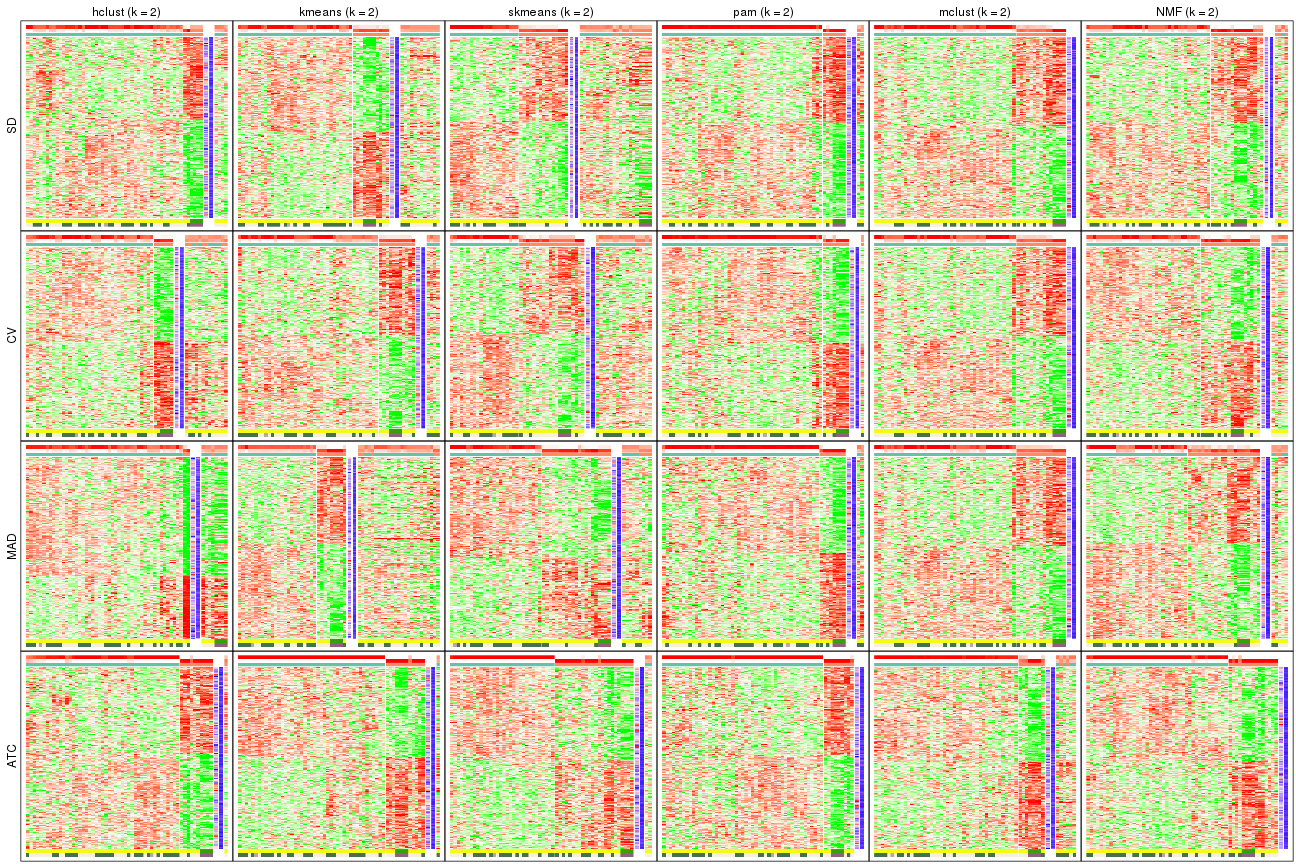 hclust (k = 2) kmeans (k = 2) skmeans (k = 2) pam (k = 2) mclust (k = 2) NMF (k = 2)
SD
CV
MAD
ATC